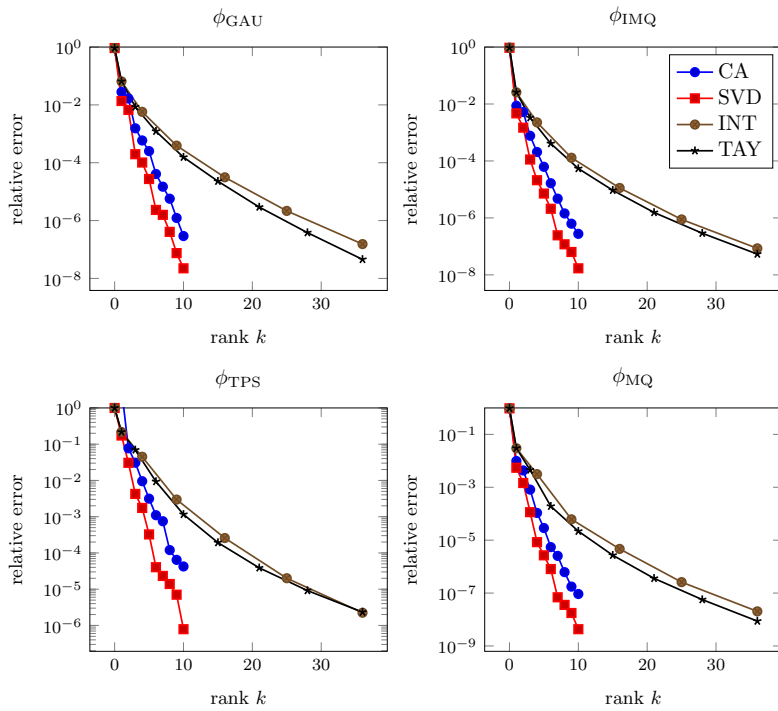 ϕ_GAU
10^0
10^−2
10^−4
10^−6
10^−8
relative error
0
10
20
30
rank k
ϕ_IMQ
10^0
10^−2
10^−4
10^−6
10^−8
relative error
0
10
20
30
rank k
CA
SVD
INT
TAY
ϕ_TPS
10^0
10^−1
10^−2
10^−3
10^−4
10^−5
10^−6
relative error
0
10
20
30
rank k
ϕ_MQ
10^−1
10^−3
10^−5
10^−7
10^−9
relative error
0
10
20
30
rank k